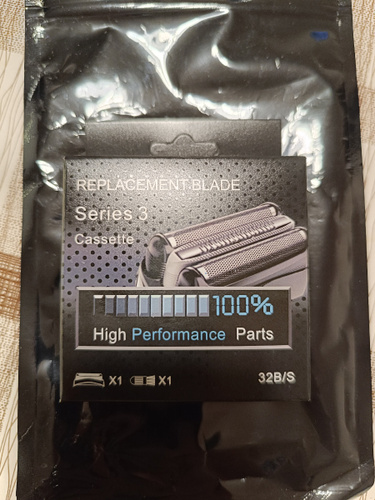 REPLACEMENT BLADE
Series 3
Cassette
100%
High Performance Parts
X1 X1
32B/S